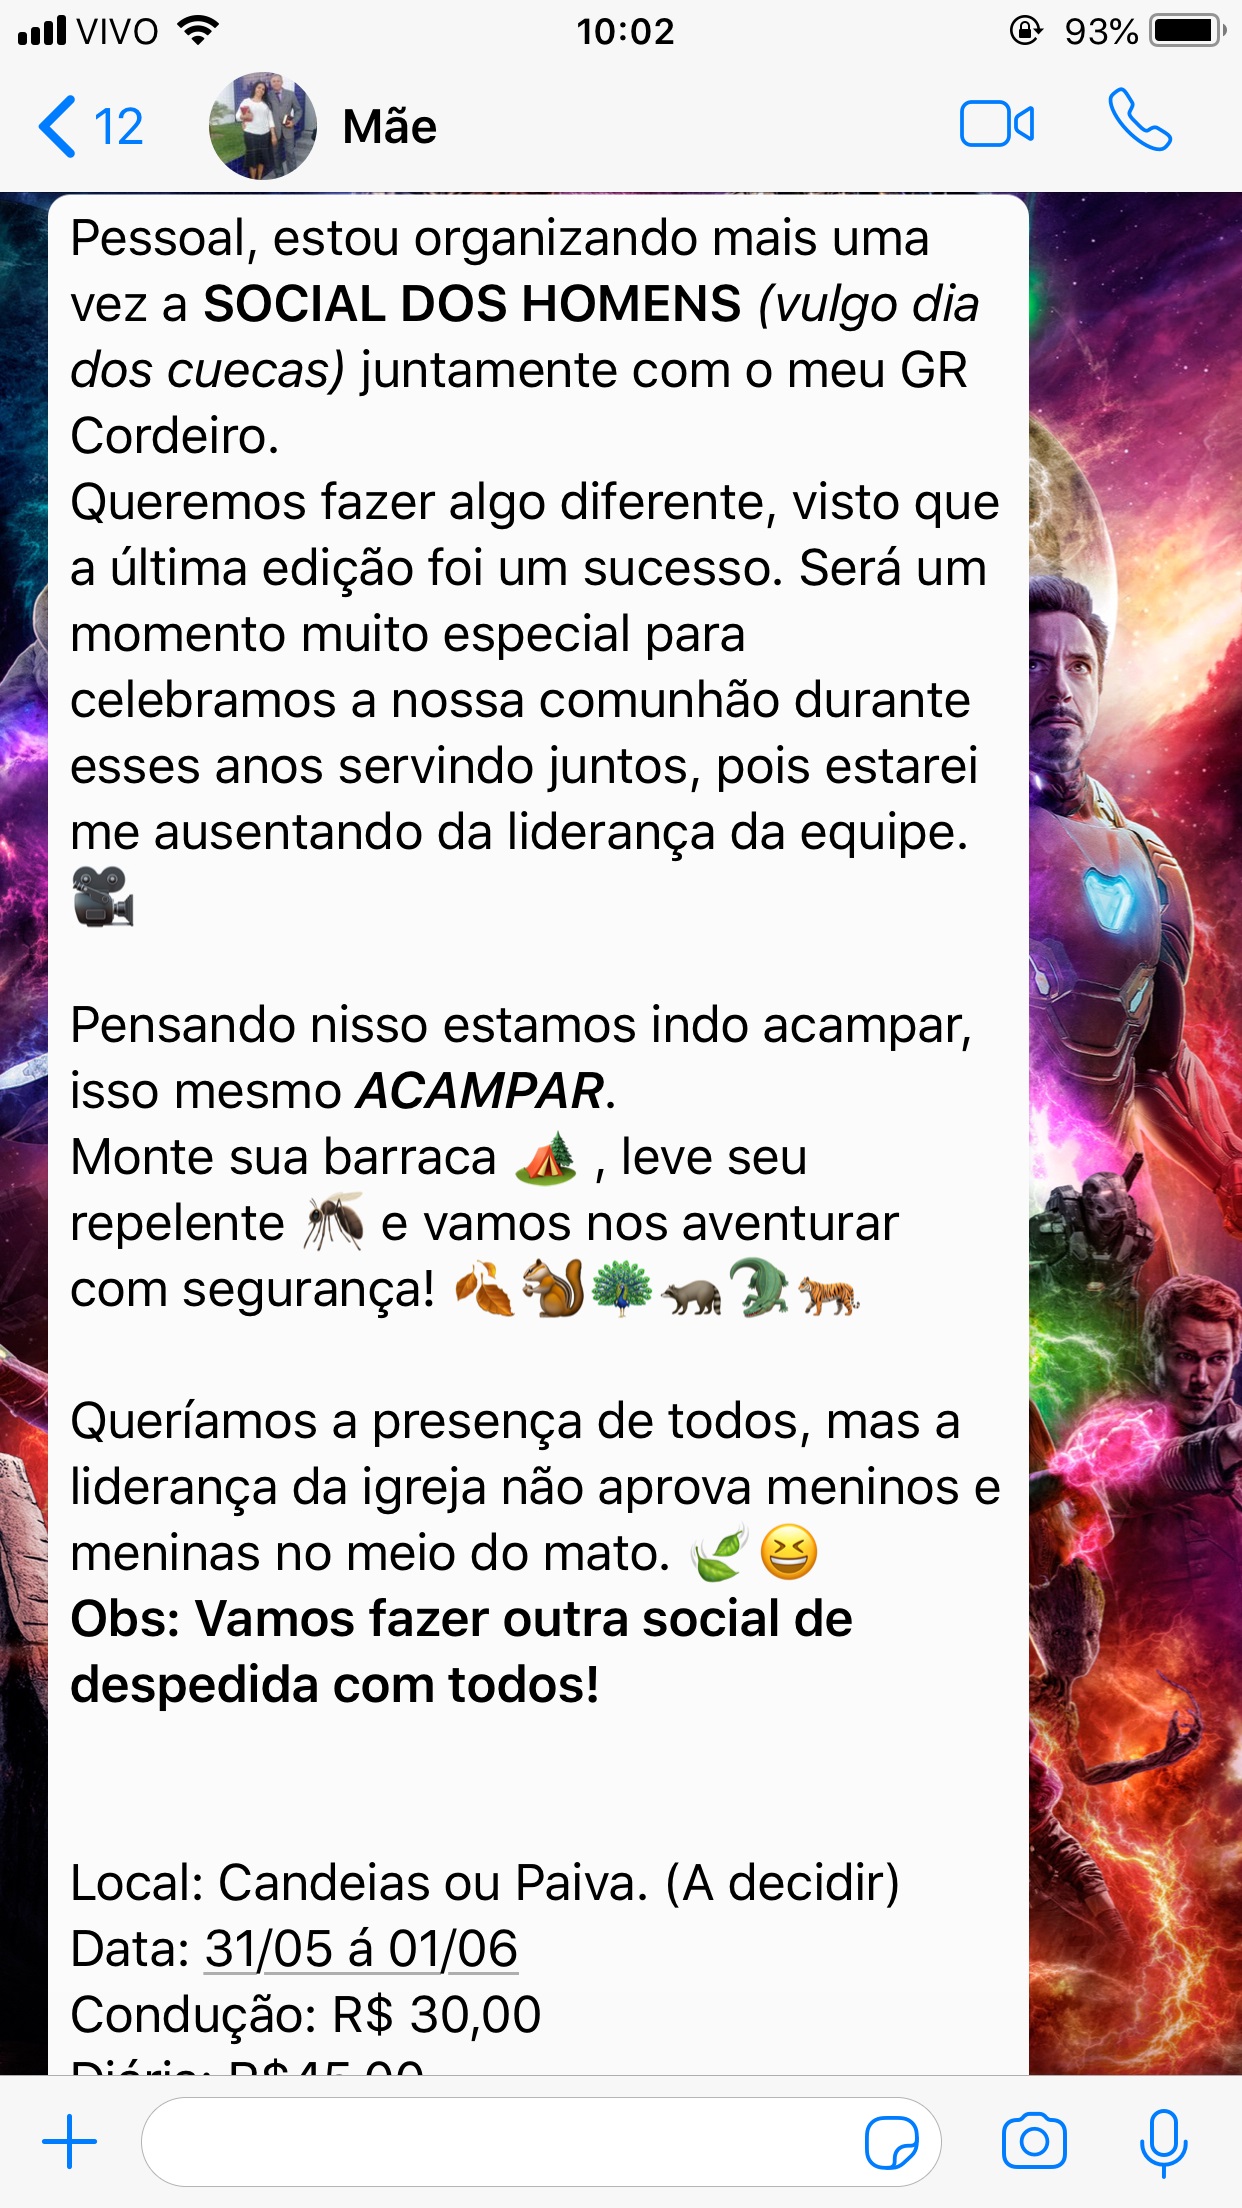 VIVO 10:02 93%
12 Mãe
Pessoal, estou organizando mais uma
vez a SOCIAL DOS HOMENS (vulgo dia
dos cuecas) juntamente com o meu GR
Cordeiro.
Queremos fazer algo diferente, visto que
a última edição foi um sucesso. Será um
momento muito especial para
celebramos a nossa comunhão durante
esses anos servindo juntos, pois estarei
me ausentando da liderança da equipe.
🎥
Pensando nisso estamos indo acampar,
isso mesmo ACAMPAR.
Monte sua barraca 🏕 , leve seu
repelente 🦟 e vamos nos aventurar
com segurança! 🍂🐿🦚🦝🐊🐅
Queríamos a presença de todos, mas a
liderança da igreja não aprova meninos e
meninas no meio do mato. 🍃😆
Obs: Vamos fazer outra social de
despedida com todos!
Local: Candeias ou Paiva. (A decidir)
Data: 31/05 á 01/06
Condução: R$ 30,00
Diária: R$45,00